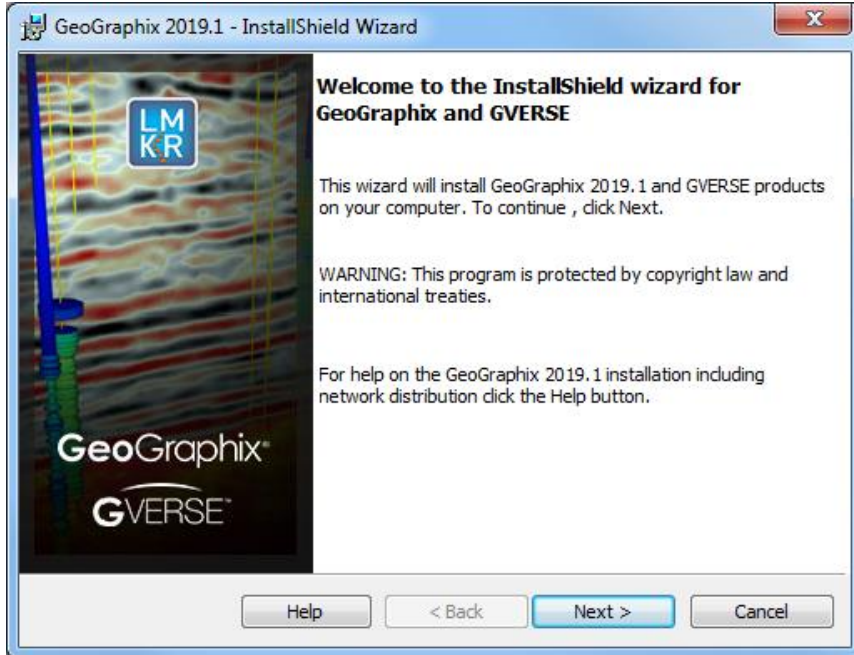 GeoGraphix 2019.1 - InstallShield Wizard
Welcome to the InstallShield wizard for
GeoGraphix and GVERSE
This wizard will install GeoGraphix 2019.1 and GVERSE products
on your computer. To continue , click Next.
WARNING: This program is protected by copyright law and
international treaties.
For help on the GeoGraphix 2019.1 installation including
network distribution click the Help button.
LM
KR
GeoGraphix®
GVERSE™
Help
< Back
Next >
Cancel